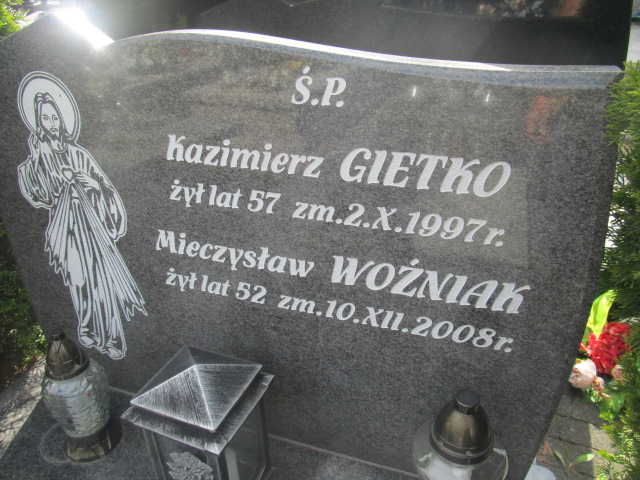 Ś.P.
Kazimierz GIETKO
żył lat 57 zm.2.X.1997r.
Mieczysław WOŹNIAK
żył lat 52 zm.10.XII.2008r.